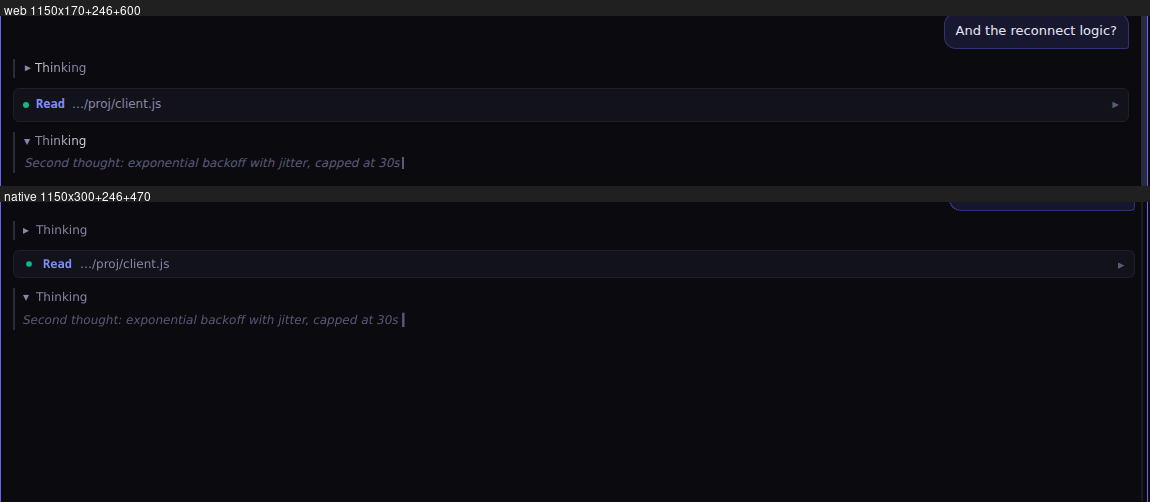 web 1150x170+246+600
And the reconnect logic?
▸ Thinking
Read …/proj/client.js ▸
▾ Thinking
Second thought: exponential backoff with jitter, capped at 30s
native 1150x300+246+470
▸ Thinking
Read …/proj/client.js ▸
▾ Thinking
Second thought: exponential backoff with jitter, capped at 30s